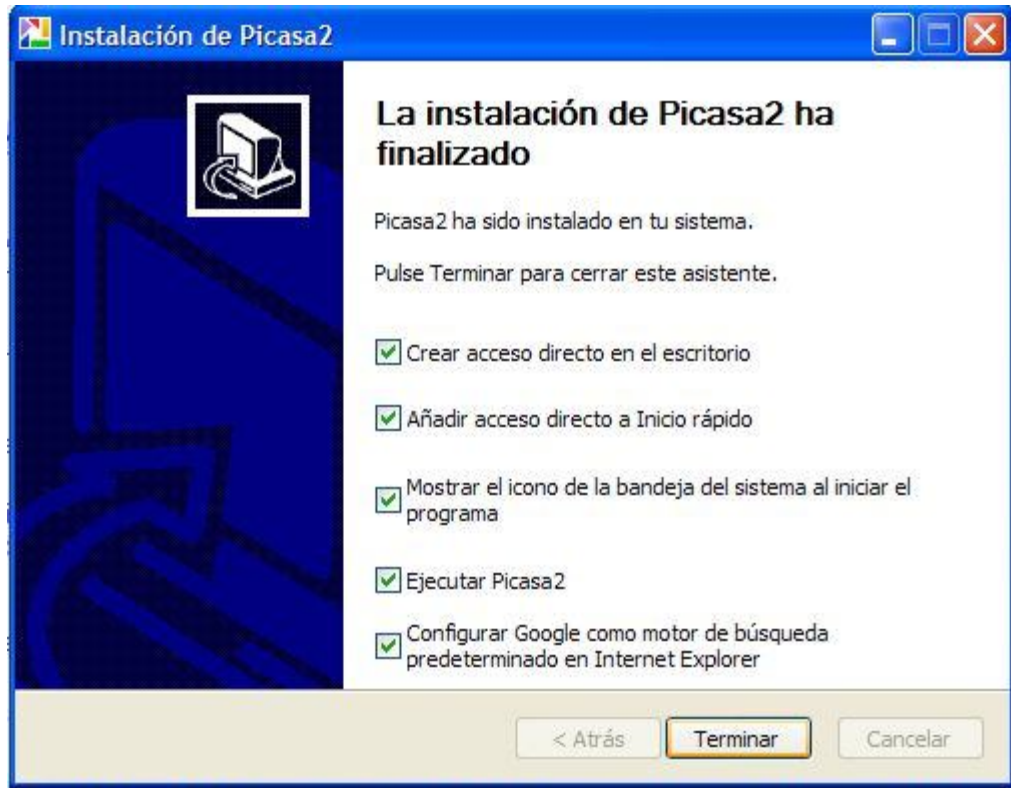 Instalación de Picasa2
La instalación de Picasa2 ha
finalizado
Picasa2 ha sido instalado en tu sistema.
Pulse Terminar para cerrar este asistente.
Crear acceso directo en el escritorio
Añadir acceso directo a Inicio rápido
Mostrar el icono de la bandeja del sistema al iniciar el
programa
Ejecutar Picasa2
Configurar Google como motor de búsqueda
predeterminado en Internet Explorer
< Atrás
Terminar
Cancelar